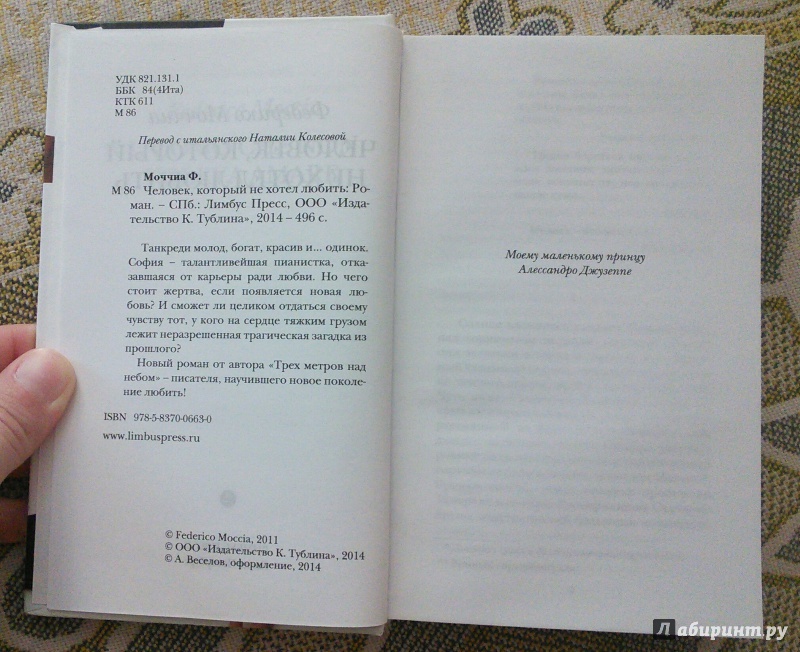 УДК 821.131.1
ББК 84(4Ита)
КТК 611
М 86
Перевод с итальянского Наталии Колесовой
Моччиа Ф.
М 86 Человек, который не хотел любить: Ро-
ман. – СПб.: Лимбус Пресс, ООО «Изда-
тельство К. Тублина», 2014 – 496 с.
Танкреди молод, богат, красив и... одинок.
София – талантливейшая пианистка, отка-
завшаяся от карьеры ради любви. Но чего
стоит жертва, если появляется новая лю-
бовь? И сможет ли целиком отдаться своему
чувству тот, у кого на сердце тяжким грузом
лежит неразрешенная трагическая загадка из
прошлого?
Новый роман от автора «Трех метров над
небом» – писателя, научившего новое поколе-
ние любить!
ISBN 978-5-8370-0663-0
www.limbuspress.ru
© Federico Moccia, 2011
© ООО «Издательство К. Тублина», 2014
© А. Веселов, оформление, 2014
Моему маленькому принцу
Алессандро Джузеппе
Лабиринт.ру